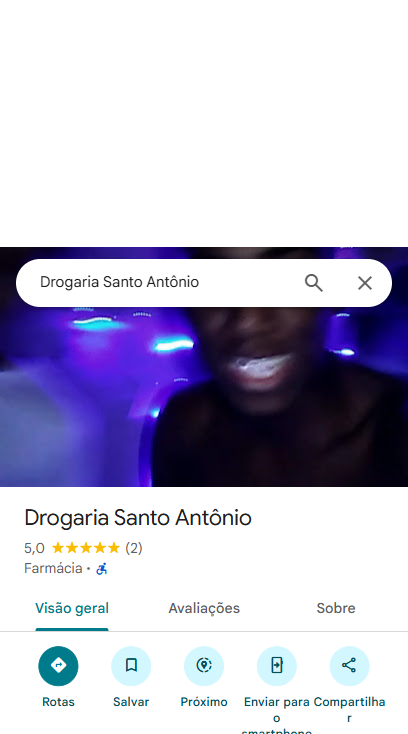 Drogaria Santo Antônio
Drogaria Santo Antônio
5,0 (2)
Farmácia ·
Visão geral Avaliações Sobre
Rotas Salvar Próximo Enviar para Compartilha
o r
smartphone